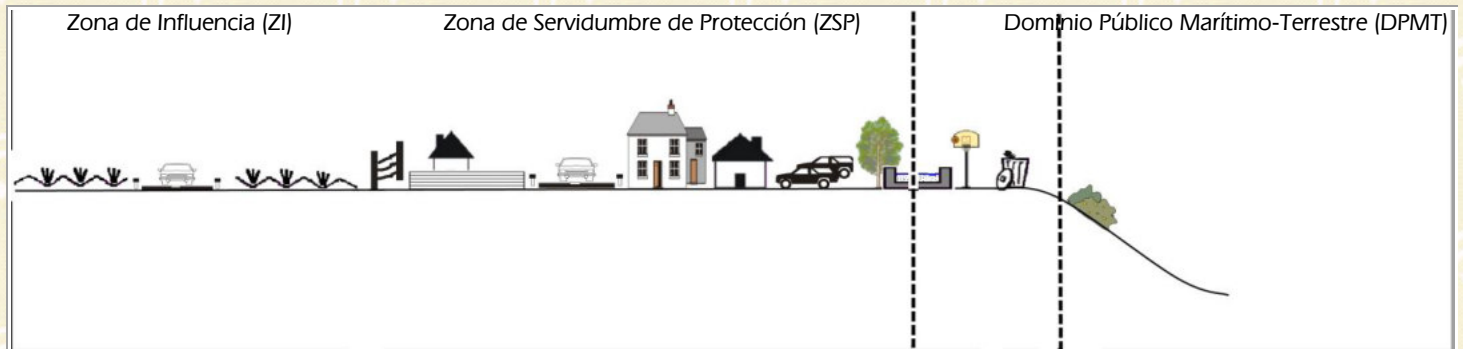 Zona de Influencia (ZI) Zona de Servidumbre de Protección (ZSP) Dominio Público Marítimo-Terrestre (DPMT)